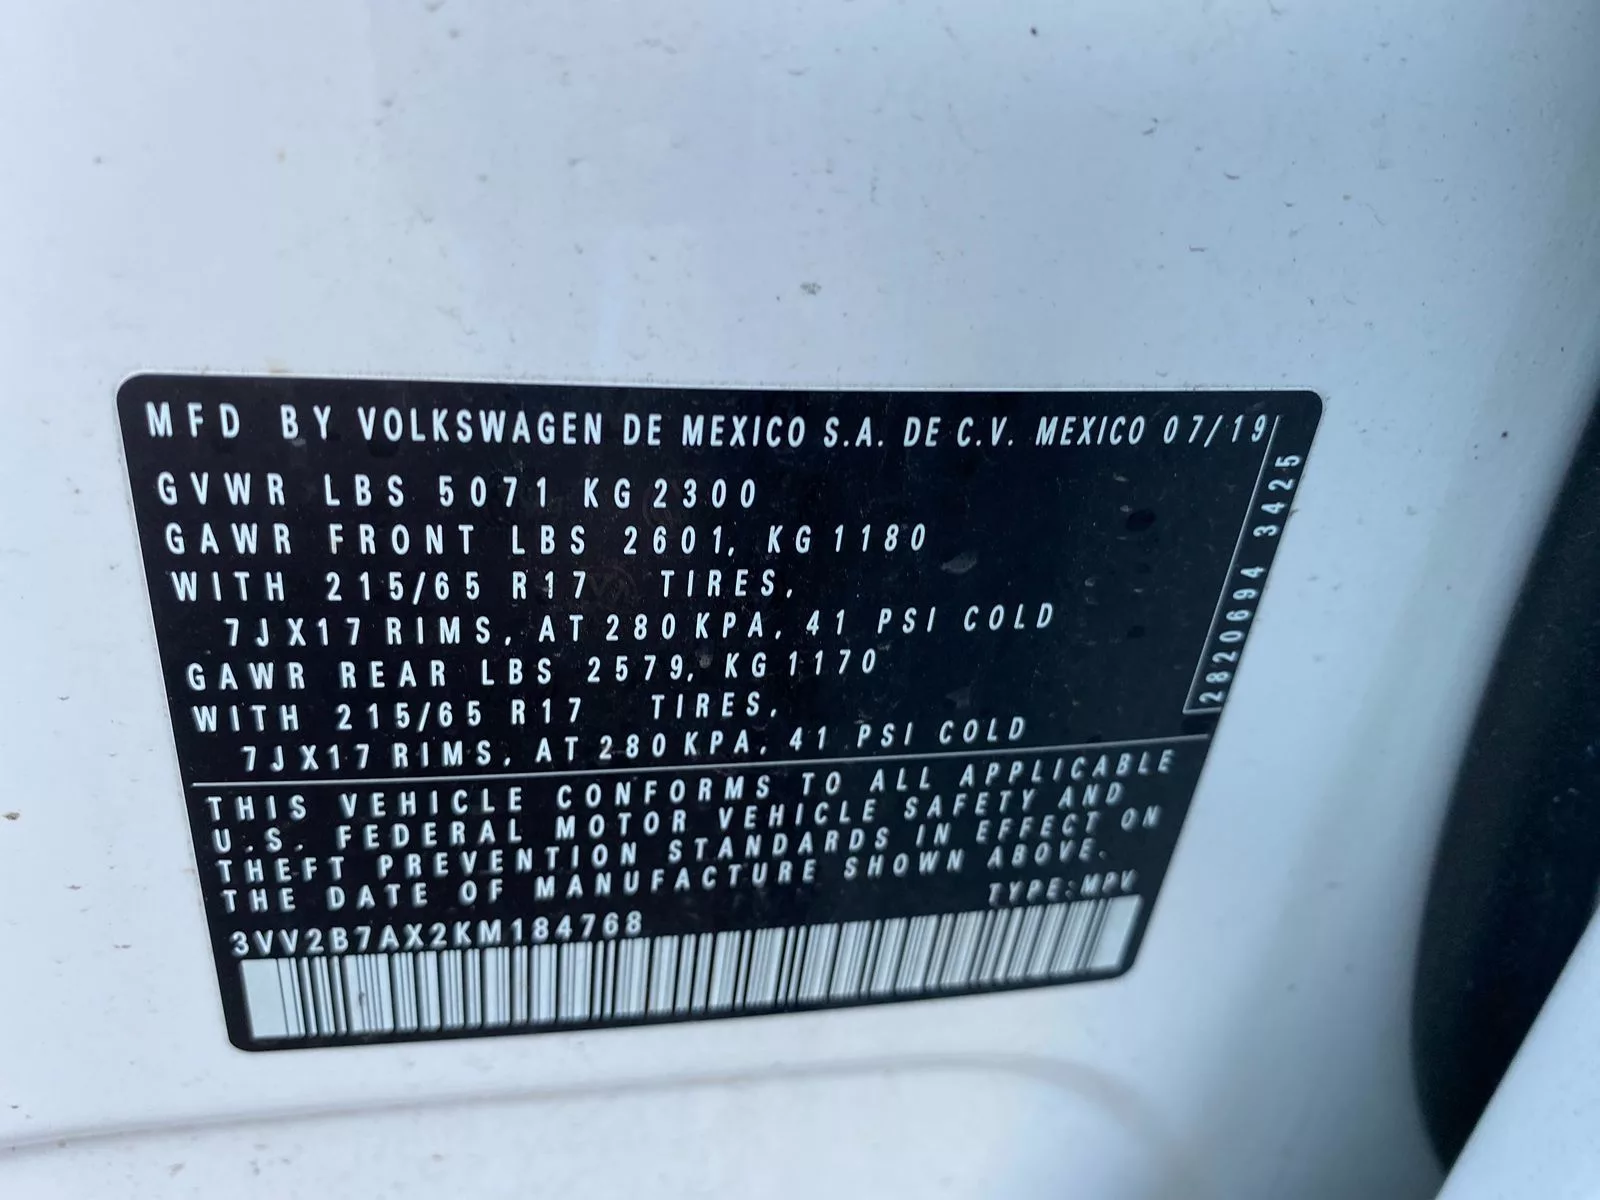 MFD BY VOLKSWAGEN DE MEXICO S.A. DE C.V. MEXICO 07/19
GVWR LBS 5071 KG 2300
GAWR FRONT LBS 2601, KG 1180
WITH 215/65 R17 TIRES,
7JX17 RIMS, AT 280 KPA, 41 PSI COLD
GAWR REAR LBS 2579, KG 1170
WITH 215/65 R17 TIRES,
7JX17 RIMS, AT 280 KPA, 41 PSI COLD
2820694 3425
THIS VEHICLE CONFORMS TO ALL APPLICABLE
U.S. FEDERAL MOTOR VEHICLE SAFETY AND
THEFT PREVENTION STANDARDS IN EFFECT ON
THE DATE OF MANUFACTURE SHOWN ABOVE.
TYPE:MPV
3VV2B7AX2KM184768